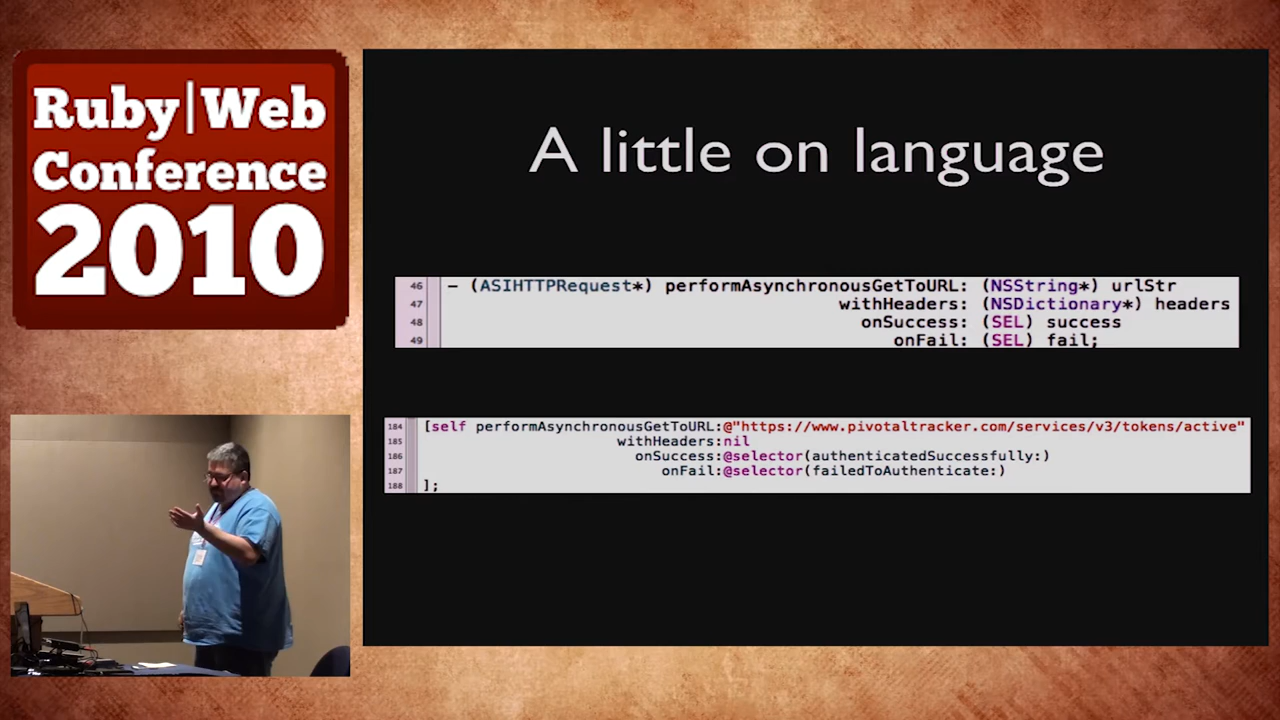 Ruby|Web
Conference
2010
A little on language
46 - (ASIHTTPRequest*) performAsynchronousGetToURL: (NSString*) urlStr
47 withHeaders: (NSDictionary*) headers
48 onSuccess: (SEL) success
49 onFail: (SEL) fail;
184 [self performAsynchronousGetToURL:@"https://www.pivotaltracker.com/services/v3/tokens/active"
185 withHeaders:nil
186 onSuccess:@selector(authenticatedSuccessfully:)
187 onFail:@selector(failedToAuthenticate:)
188 ];